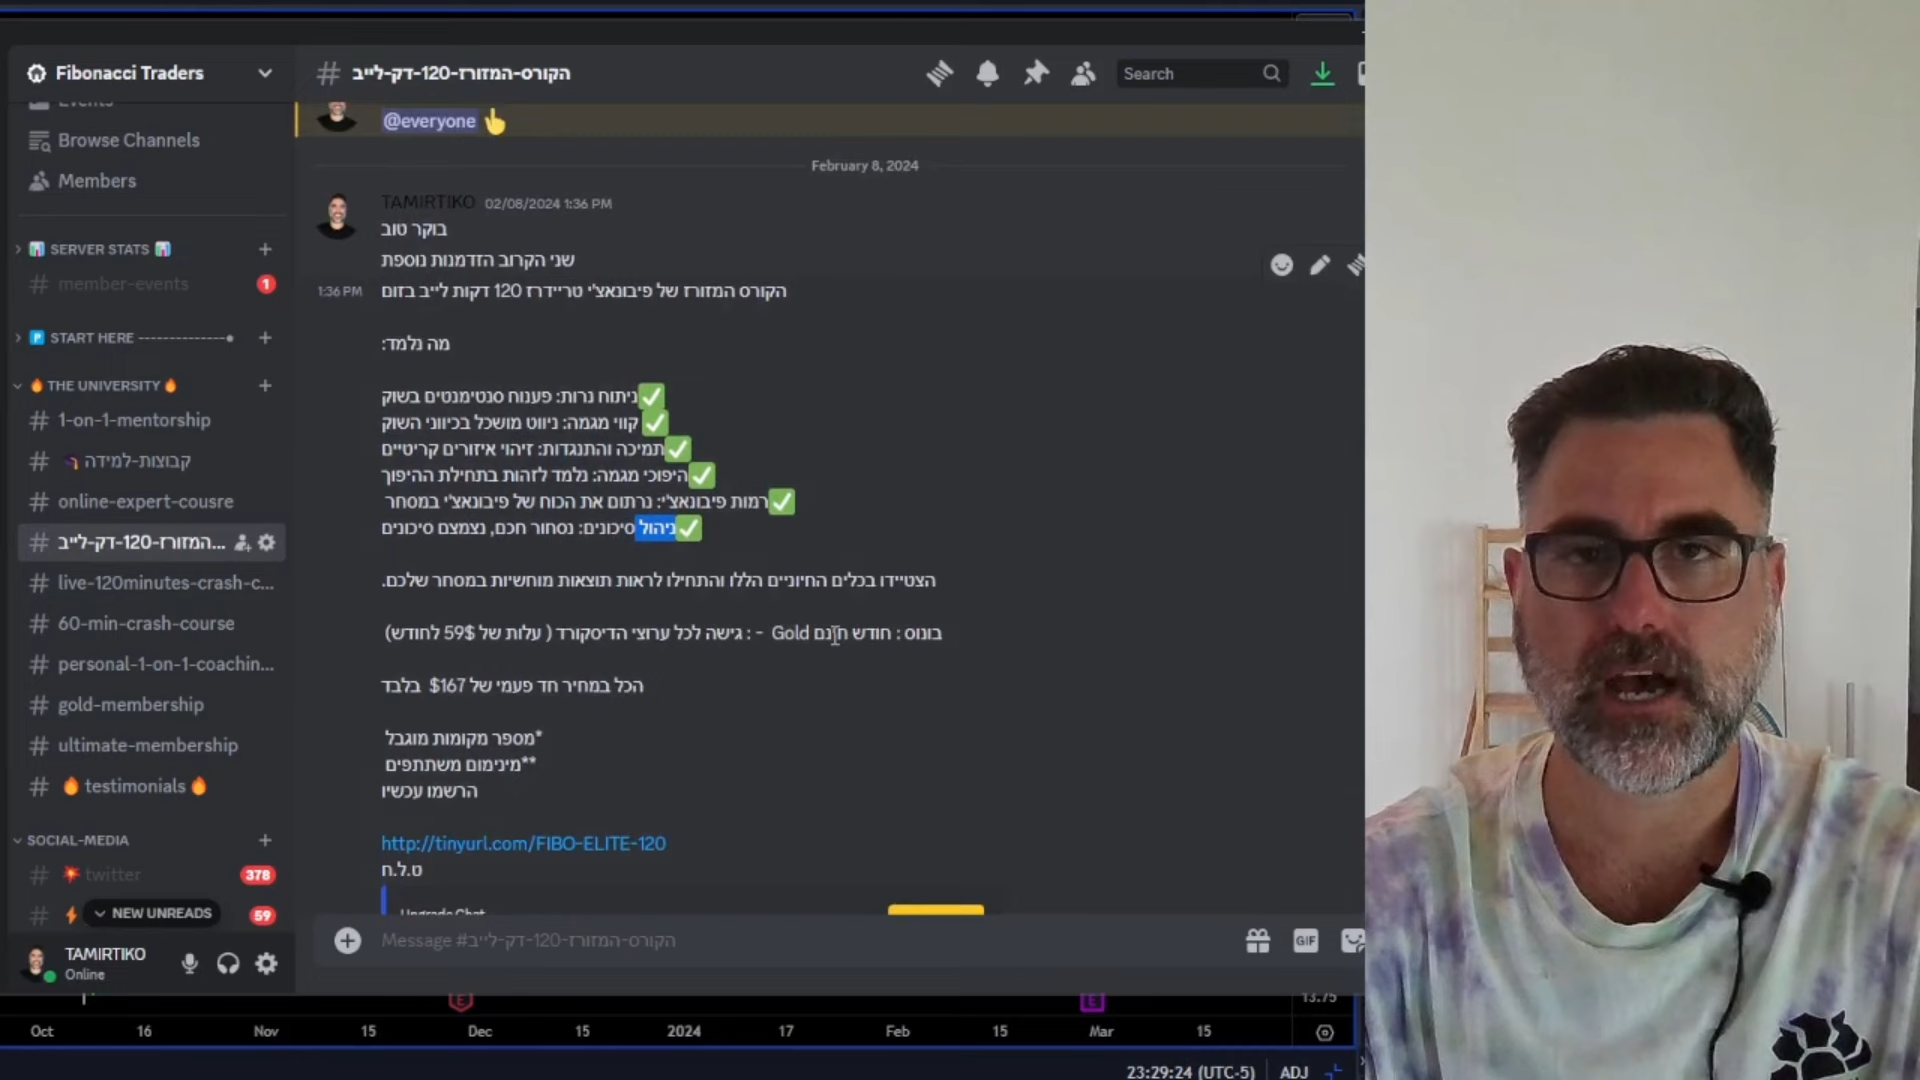 Fibonacci Traders
Events
Browse Channels
Members
SERVER STATS
member-events
1
START HERE --------------•
THE UNIVERSITY
1-on-1-mentorship
קבוצות-למידה
online-expert-cousre
המזורז-120-דק-לייב...
live-120minutes-crash-c...
60-min-crash-course
personal-1-on-1-coachin...
gold-membership
ultimate-membership
testimonials
SOCIAL-MEDIA
twitter
378
NEW UNREADS
59
TAMIRTIKO
Online
הקורס-המזורז-120-דק-לייב
Search
@everyone
February 8, 2024
TAMIRTIKO 02/08/2024 1:36 PM
בוקר טוב
שני הקרוב הזדמנות נוספת
1:36 PM
הקורס המזורז של פיבונאצ'י טריידרז 120 דקות לייב בזום
מה נלמד:
ניתוח נרות: פענוח סנטימנטים בשוק
קווי מגמה: ניווט מושכל בכיווני השוק
תמיכה והתנגדות: זיהוי איזורים קריטיים
היפוכי מגמה: נלמד לזהות בתחילת ההיפוך
רמות פיבונאצ'י: נרתום את הכוח של פיבונאצ'י במסחר
ניהול סיכונים: נסחור חכם, נצמצם סיכונים
הצטיידו בכלים החיוניים הללו והתחילו לראות תוצאות מוחשיות במסחר שלכם.
בונוס : חודש חינם Gold - : גישה לכל ערוצי הדיסקורד ( עלות של 59$ לחודש)
הכל במחיר חד פעמי של 167$ בלבד
*מספר מקומות מוגבל
**מינימום משתתפים
הרשמו עכשיו
http://tinyurl.com/FIBO-ELITE-120
ט.ל.ח
Upgrade.Chat
Message #הקורס-המזורז-120-דק-לייב
GIF
E
E
13.75
Oct 16 Nov 15 Dec 15 2024 17 Feb 15 Mar 15
23:29:24 (UTC-5) ADJ